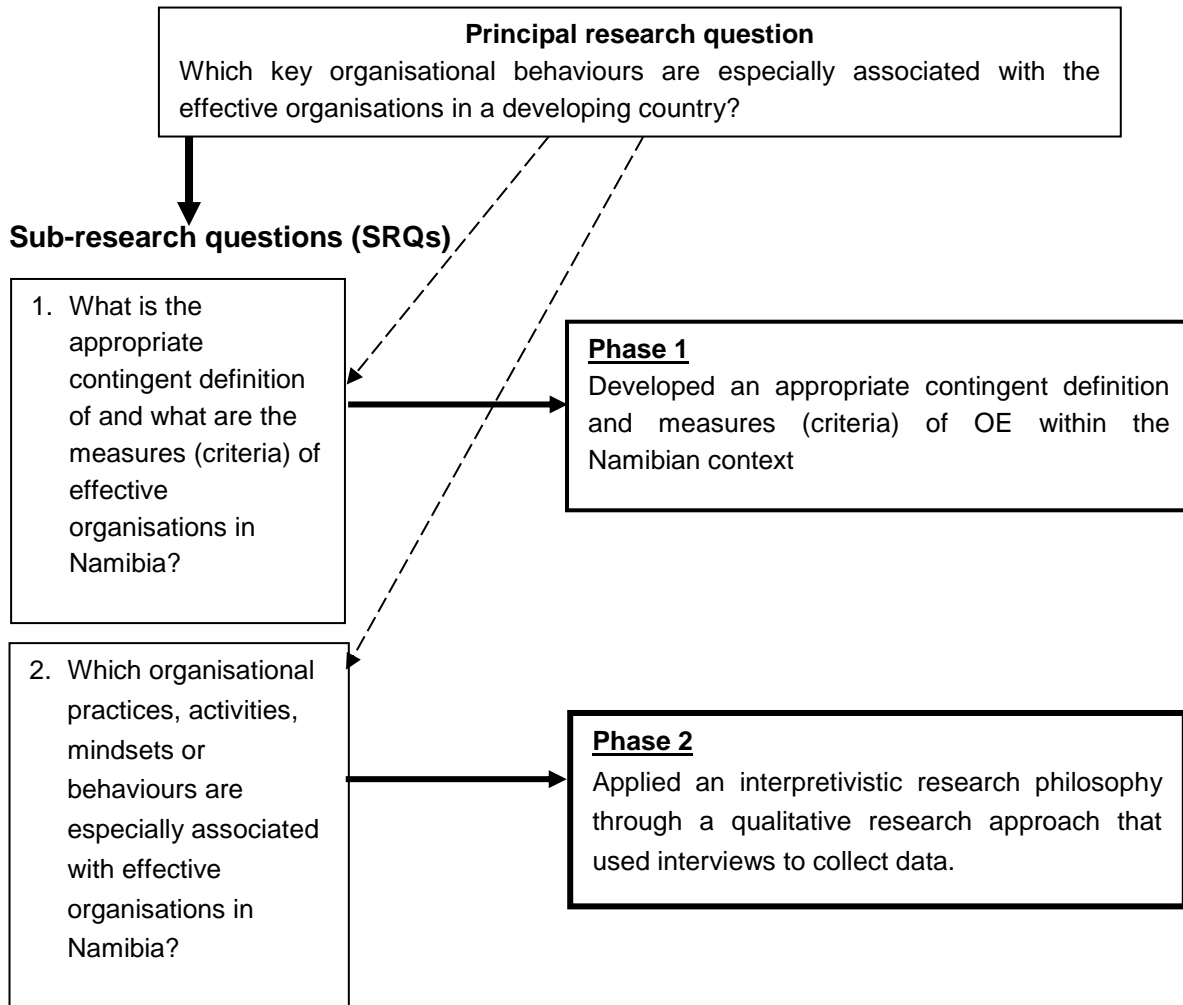 Principal research question
Which key organisational behaviours are especially associated with the
effective organisations in a developing country?
Sub-research questions (SRQs)
1. What is the
appropriate
contingent definition
of and what are the
measures (criteria) of
effective
organisations in
Namibia?
Phase 1
Developed an appropriate contingent definition
and measures (criteria) of OE within the
Namibian context
2. Which organisational
practices, activities,
mindsets or
behaviours are
especially associated
with effective
organisations in
Namibia?
Phase 2
Applied an interpretivistic research philosophy
through a qualitative research approach that
used interviews to collect data.